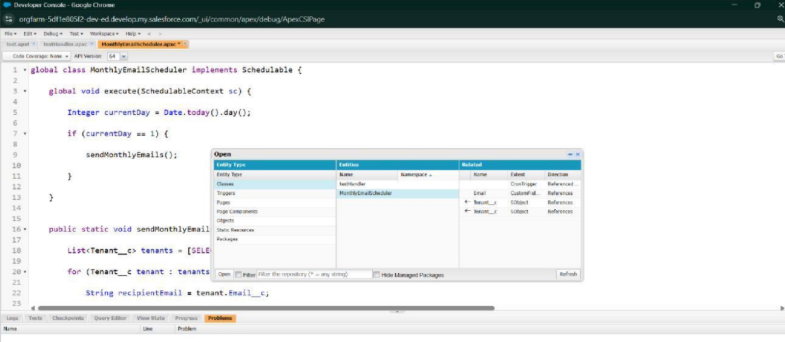 Developer Console - Google Chrome
orgfarm-5df1e805f2-dev-ed.develop.my.salesforce.com/_ui/common/apex/debug/ApexCSIPage
File Edit Debug Test Workspace Help < >
test.apxt testHandler.apxc MonthlyEmailScheduler.apxc *
Code Coverage: None API Version: 64 Go
1 global class MonthlyEmailScheduler implements Schedulable {
2
3 global void execute(SchedulableContext sc) {
4
5 Integer currentDay = Date.today().day();
6
7 if (currentDay == 1) {
8
9 sendMonthlyEmails();
10
11 }
12
13 }
14
15
16 public static void sendMonthlyEmail
17
18 List<Tenant__c> tenants = [SELE
19
20 for (Tenant__c tenant : tenants
21
22 String recipientEmail = tenant.Email__c;
23
Open
Entity Type Entities Related
Entity Type Name Namespace Name Extent Direction
Classes testHandler CronTrigger Referenced ...
Triggers MonthlyEmailScheduler Email CustomFiel... References
Pages Tenant__c SObject References
Page Components Tenant__c SObject References
Objects
Static Resources
Packages
Open Filter Filter the repository (* = any string) Hide Managed Packages Refresh
Logs Tests Checkpoints Query Editor View State Progress Problems
Name Line Problem